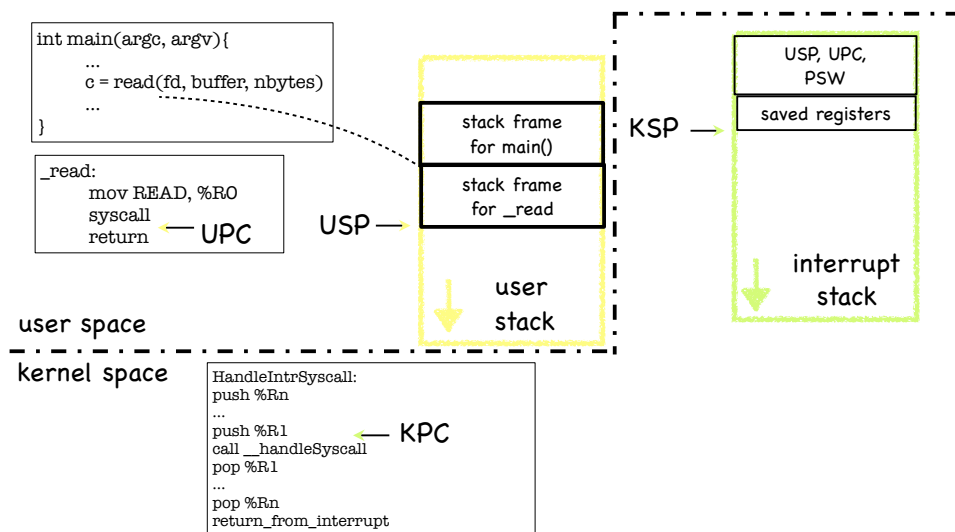 int main(argc, argv){
...
c = read(fd, buffer, nbytes)
...
}
_read:
mov READ, %R0
syscall
return
UPC
USP
stack frame
for main()
stack frame
for _read
user
stack
KSP
USP, UPC,
PSW
saved registers
interrupt
stack
user space
kernel space
HandleIntrSyscall:
push %Rn
...
push %R1
call __handleSyscall
pop %R1
...
pop %Rn
return_from_interrupt
KPC